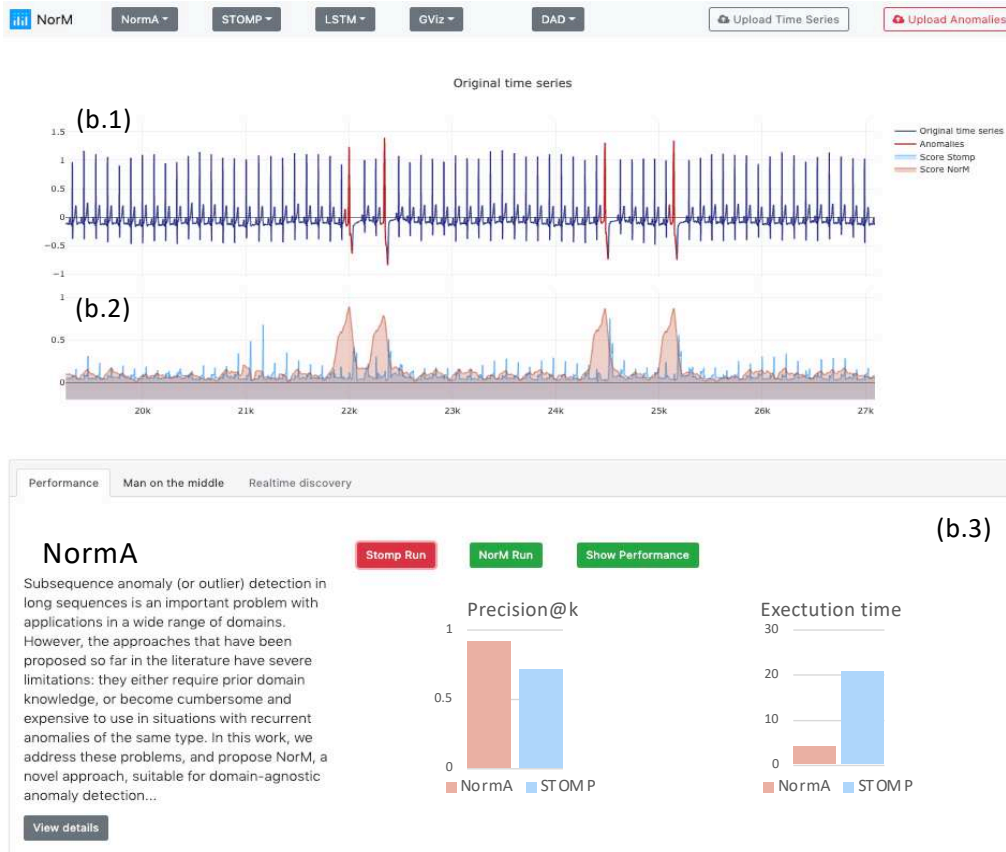 NorM NormA STOMP LSTM GViz DAD Upload Time Series Upload Anomalies
Original time series
(b.1)
1.5
1
0.5
0
−0.5
−1
Original time series
Anomalies
Score Stomp
Score NorM
(b.2)
1
0.5
0
20k 21k 22k 23k 24k 25k 26k 27k
Performance Man on the middle Realtime discovery
(b.3)
NormA
Subsequence anomaly (or outlier) detection in
long sequences is an important problem with
applications in a wide range of domains.
However, the approaches that have been
proposed so far in the literature have severe
limitations: they either require prior domain
knowledge, or become cumbersome and
expensive to use in situations with recurrent
anomalies of the same type. In this work, we
address these problems, and propose NorM, a
novel approach, suitable for domain-agnostic
anomaly detection...
View details
Stomp Run NorM Run Show Performance
Precision@k
1
0.5
0
NormA STOMP
Exectution time
30
20
10
0
NormA STOMP